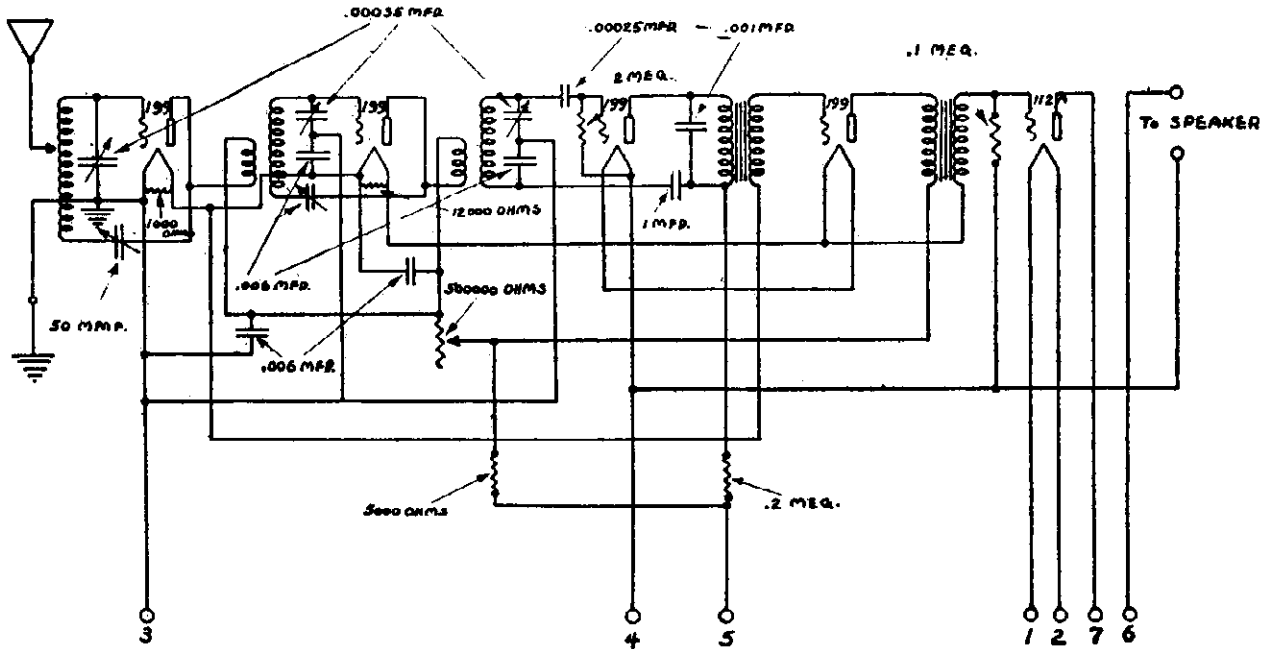 .00035 MFD.
.00025 MFD - .001 MFD.
.1 MEG.
2 MEG.
199
199
199
199
112A
To SPEAKER
1000 OHMS
12000 OHMS
1 MFD.
.006 MFD.
500000 OHMS
50 MMF.
.006 MFD.
5000 OHMS
.2 MEG.
3
4
5
1
2
7
6